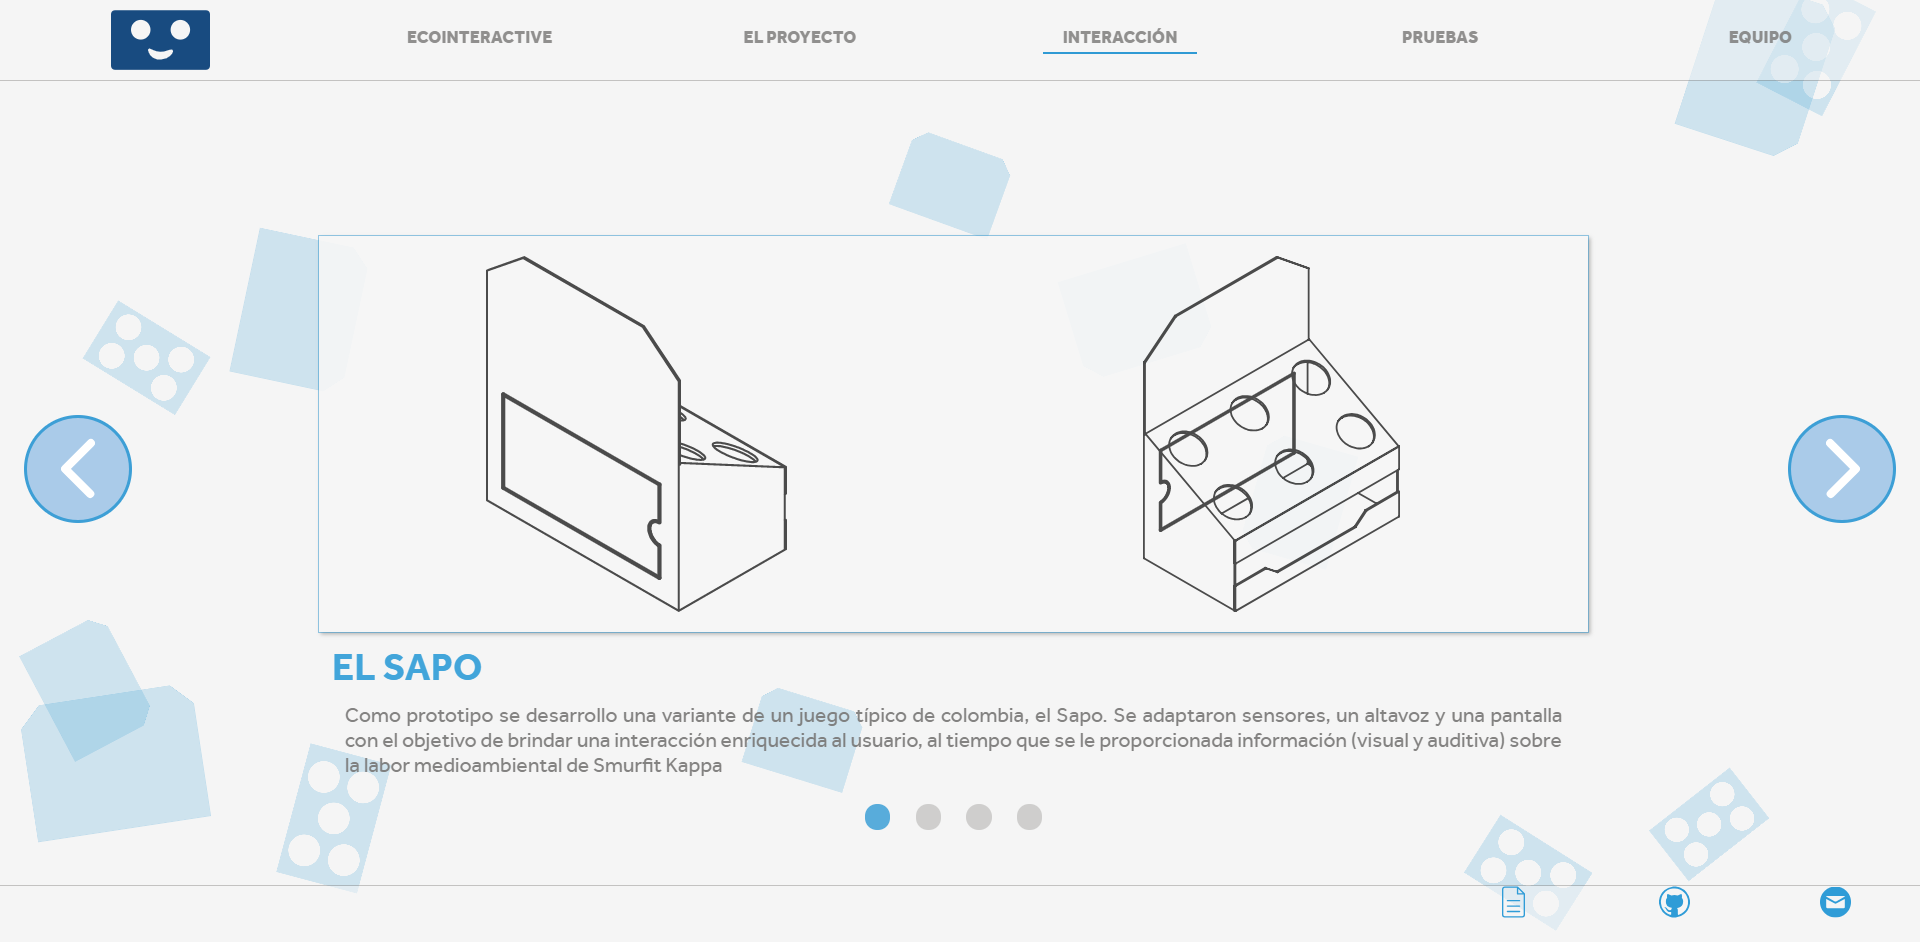 ECOINTERACTIVE
EL PROYECTO
INTERACCIÓN
PRUEBAS
EQUIPO
EL SAPO
Como prototipo se desarrollo una variante de un juego típico de colombia, el Sapo. Se adaptaron sensores, un altavoz y una pantalla
con el objetivo de brindar una interacción enriquecida al usuario, al tiempo que se le proporcionada información (visual y auditiva) sobre
la labor medioambiental de Smurfit Kappa